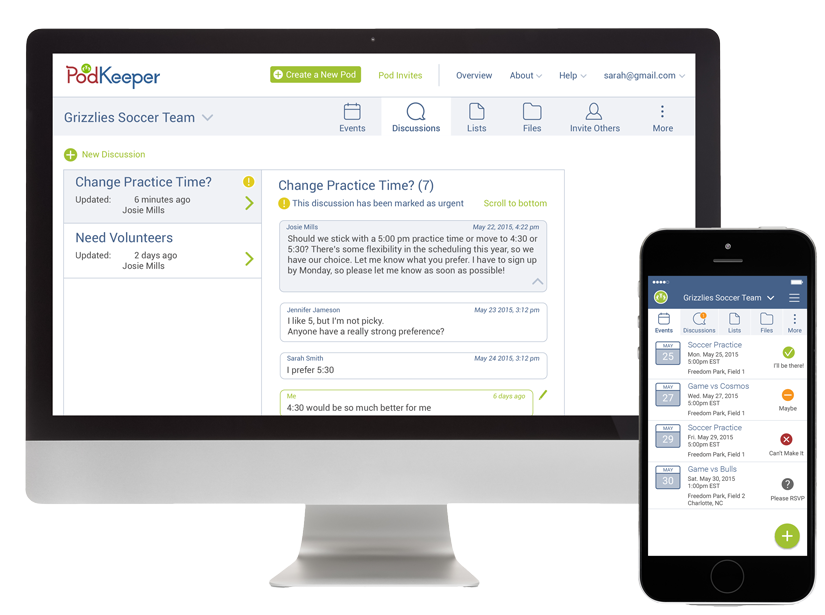 PodKeeper
Create a New Pod
Pod Invites
Overview
About
Help
sarah@gmail.com
Grizzlies Soccer Team
Events
Discussions
Lists
Files
Invite Others
More
New Discussion
Change Practice Time?
Updated: 6 minutes ago
Josie Mills
Need Volunteers
Updated: 2 days ago
Josie Mills
Change Practice Time? (7)
This discussion has been marked as urgent
Scroll to bottom
Josie Mills May 22, 2015, 4:22 pm
Should we stick with a 5:00 pm practice time or move to 4:30 or
5:30? There's some flexibility in the scheduling this year, so we
have our choice. Let me know what you prefer. I have to sign up
by Monday, so please let me know as soon as possible!
Jennifer Jameson May 23 2015, 3:12 pm
I like 5, but I'm not picky.
Anyone have a really strong preference?
Sarah Smith May 24 2015, 3:12 pm
I prefer 5:30
Me 6 days ago
4:30 would be so much better for me
Grizzlies Soccer Team
Events
Discussions
Lists
Files
More
MAY
25
Soccer Practice
Mon. May 25, 2015
5:00pm EST
Freedom Park, Field 1
I'll be there!
MAY
27
Game vs Cosmos
Wed. May 27, 2015
5:00pm EST
Freedom Park, Field 1
Maybe
MAY
29
Soccer Practice
Fri. May 29, 2015
5:00pm EST
Freedom Park, Field 1
Can't Make It
MAY
30
Game vs Bulls
Sat. May 30, 2015
1:00pm EST
Freedom Park, Field 2
Charlotte, NC
Please RSVP